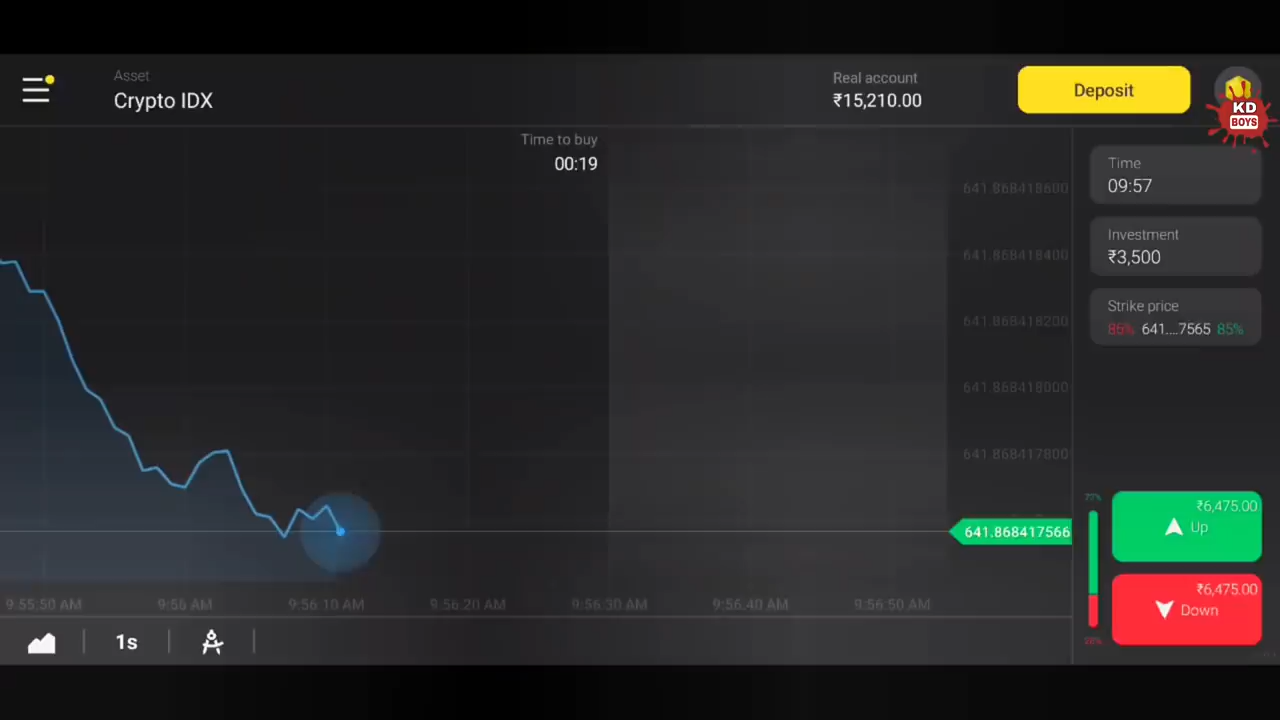 Asset
Crypto IDX
Real account
₹15,210.00
Deposit
KD
BOYS
Time to buy
00:19
Time
09:57
Investment
₹3,500
Strike price
85% 641....7565 85%
641.868418600
641.868418400
641.868418200
641.868418000
641.868417800
641.868417566
₹6,475.00
Up
₹6,475.00
Down
9:55:50 AM
9:56 AM
9:56:10 AM
9:56:20 AM
9:56:30 AM
9:56:40 AM
9:56:50 AM
1s